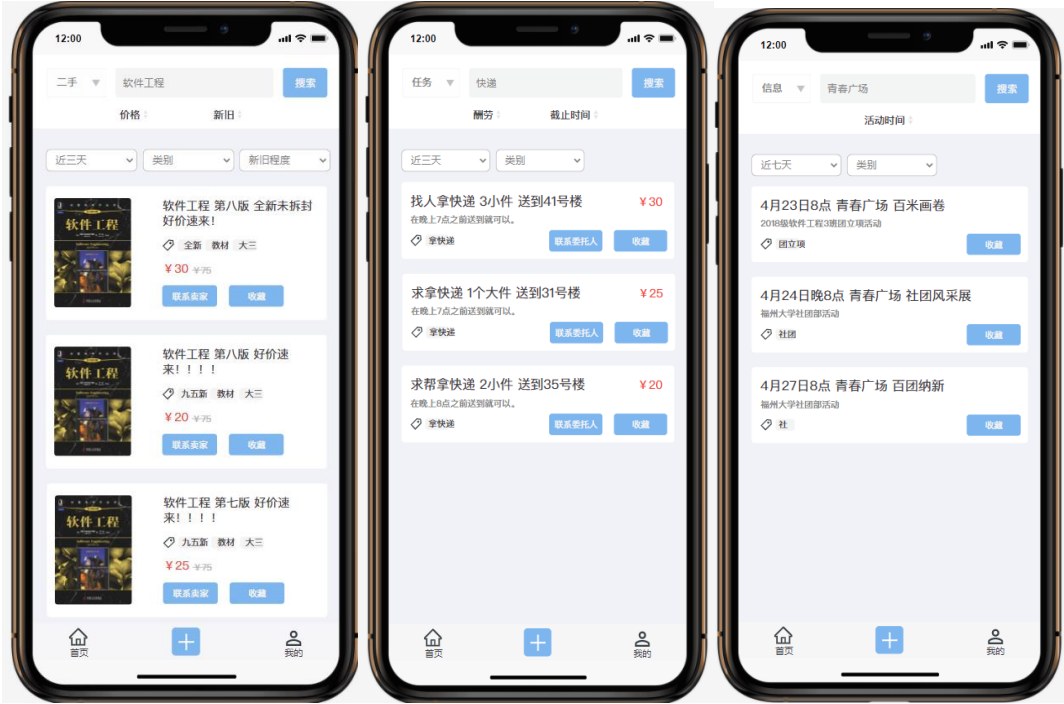 12:00
二手
软件工程
搜索
价格
新旧
近三天
类别
新旧程度
软件工程
软件工程 第八版 全新未拆封
好价速来!
全新 教材 大三
￥30 ￥75
联系卖家
收藏
软件工程
软件工程 第八版 好价速
来！！！！
九五新 教材 大三
￥20 ￥75
联系卖家
收藏
软件工程
软件工程 第七版 好价速
来！！！！
九五新 教材 大三
￥25 ￥75
联系卖家
收藏
首页
我的
12:00
任务
快递
搜索
酬劳
截止时间
近三天
类别
找人拿快递 3小件 送到41号楼
￥30
在晚上7点之前送到就可以。
拿快递
联系委托人
收藏
求拿快递 1个大件 送到31号楼
￥25
在晚上7点之前送到就可以。
拿快递
联系委托人
收藏
求帮拿快递 2小件 送到35号楼
￥20
在晚上8点之前送到就可以。
拿快递
联系委托人
收藏
首页
我的
12:00
信息
青春广场
搜索
活动时间
近七天
类别
4月23日8点 青春广场 百米画卷
2018级软件工程3班团立项活动
团立项
收藏
4月24日晚8点 青春广场 社团风采展
福州大学社团部活动
社团
收藏
4月27日8点 青春广场 百团纳新
福州大学社团部活动
社
收藏
首页
我的